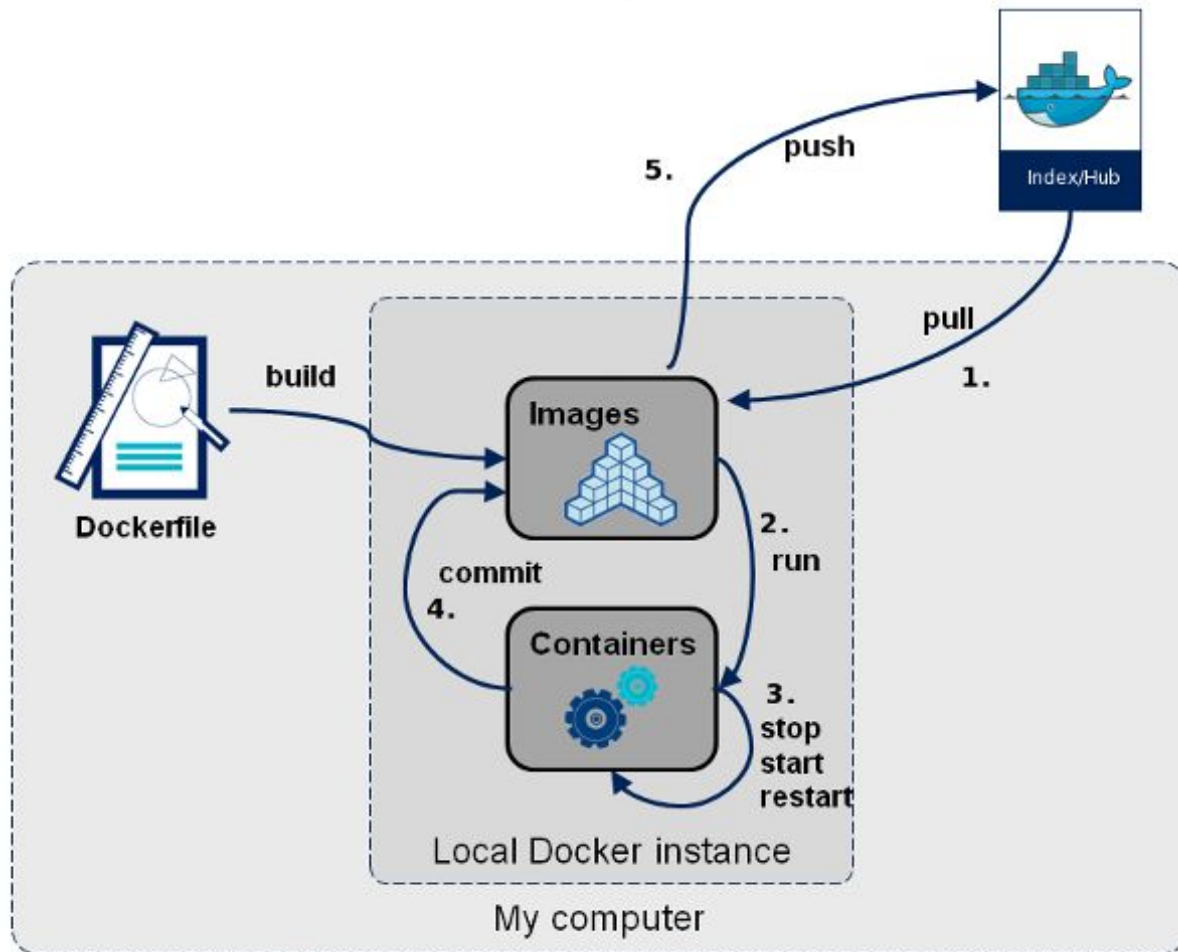 push
5.
Index/Hub
pull
1.
build
Images
Dockerfile
2.
run
commit
4.
Containers
3.
stop
start
restart
Local Docker instance
My computer